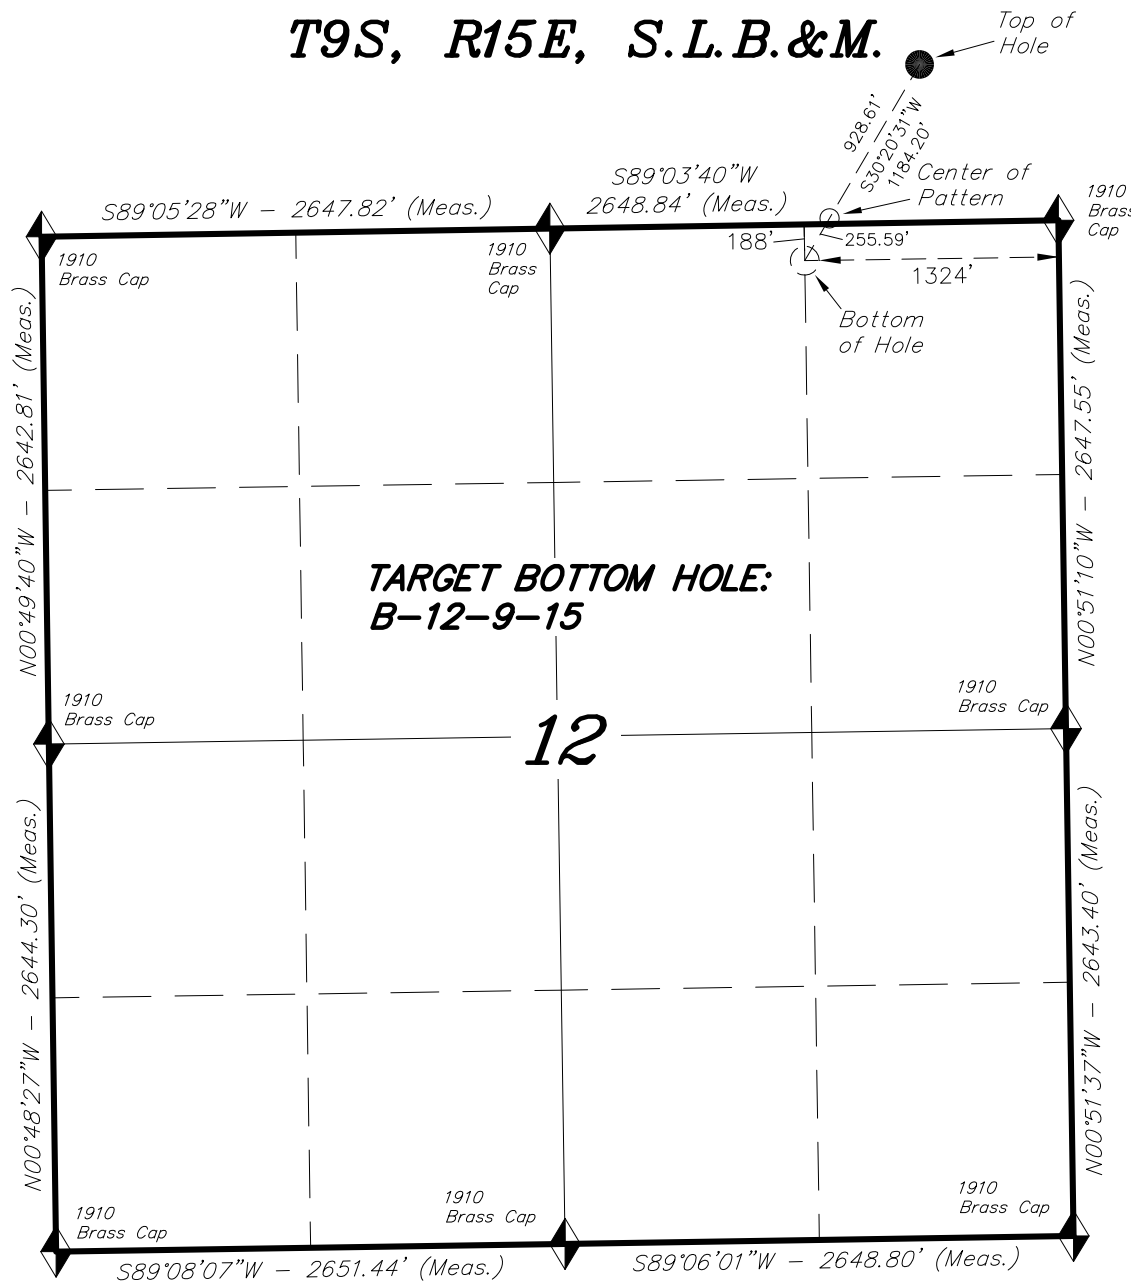 T9S, R15E, S.L.B.&M.
Top of
Hole
928.61'
S30°20'31"W
1184.20'
Center of
Pattern
S89°05'28"W - 2647.82' (Meas.)
S89°03'40"W
2648.84' (Meas.)
1910
Brass
Cap
1910
Brass Cap
1910
Brass
Cap
188'
255.59'
1324'
Bottom
of Hole
N00°49'40"W - 2642.81' (Meas.)
N00°51'10"W - 2647.55' (Meas.)
TARGET BOTTOM HOLE:
B-12-9-15
1910
Brass Cap
1910
Brass Cap
12
N00°48'27"W - 2644.30' (Meas.)
N00°51'37"W - 2643.40' (Meas.)
1910
Brass Cap
1910
Brass Cap
1910
Brass Cap
S89°08'07"W - 2651.44' (Meas.)
S89°06'01"W - 2648.80' (Meas.)